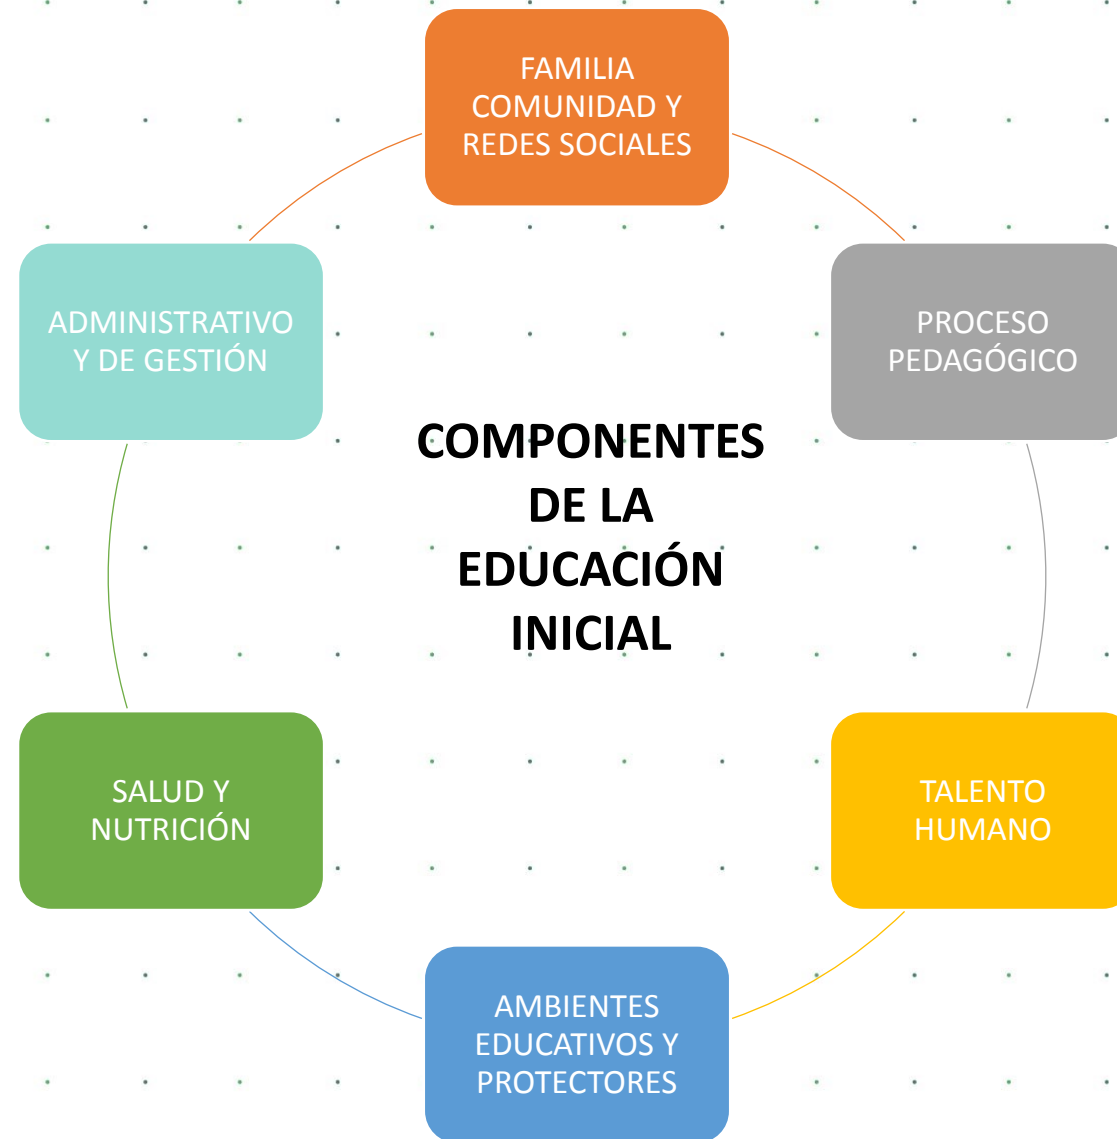 FAMILIA
COMUNIDAD Y
REDES SOCIALES
PROCESO
PEDAGÓGICO
TALENTO
HUMANO
AMBIENTES
EDUCATIVOS Y
PROTECTORES
SALUD Y
NUTRICIÓN
ADMINISTRATIVO
Y DE GESTIÓN
COMPONENTES
DE LA
EDUCACIÓN
INICIAL